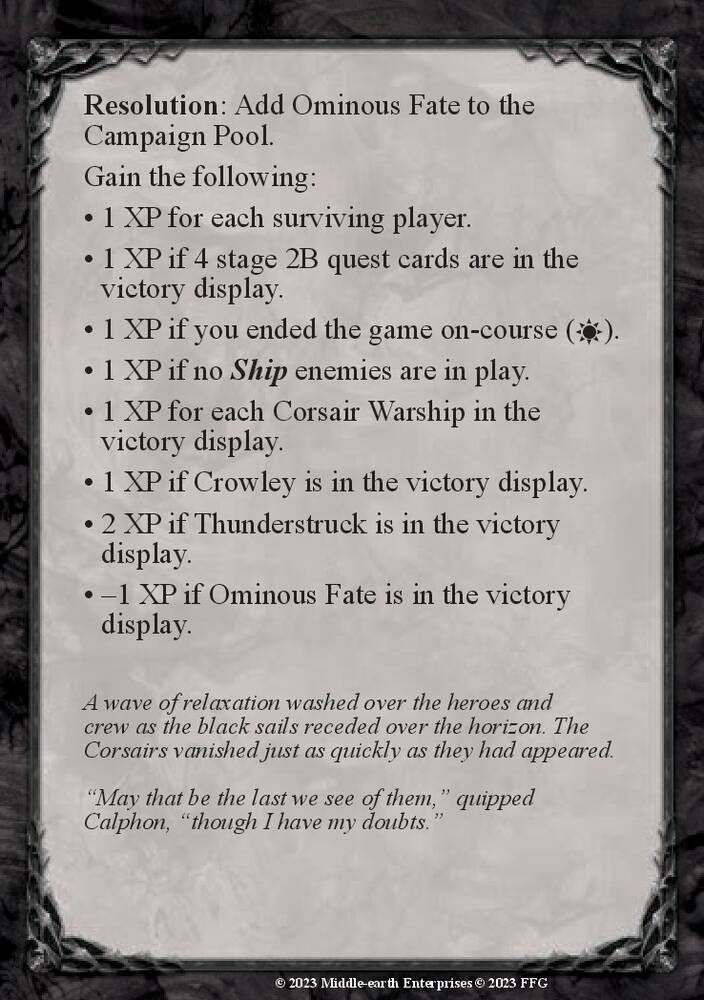 Resolution: Add Ominous Fate to the
Campaign Pool.
Gain the following:
• 1 XP for each surviving player.
• 1 XP if 4 stage 2B quest cards are in the
victory display.
• 1 XP if you ended the game on-course (☀).
• 1 XP if no Ship enemies are in play.
• 1 XP for each Corsair Warship in the
victory display.
• 1 XP if Crowley is in the victory display.
• 2 XP if Thunderstruck is in the victory
display.
• –1 XP if Ominous Fate is in the victory
display.
A wave of relaxation washed over the heroes and
crew as the black sails receded over the horizon. The
Corsairs vanished just as quickly as they had appeared.
“May that be the last we see of them,” quipped
Calphon, “though I have my doubts.”
© 2023 Middle-earth Enterprises © 2023 FFG